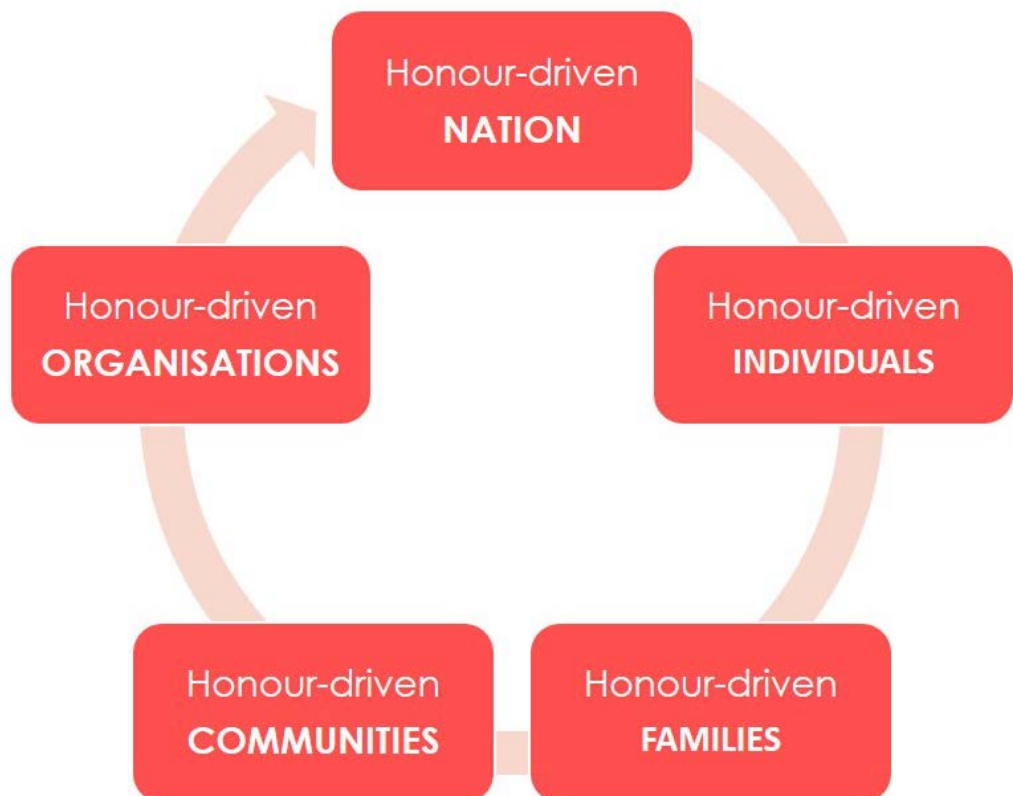 Honour-driven
NATION
Honour-driven
INDIVIDUALS
Honour-driven
FAMILIES
Honour-driven
COMMUNITIES
Honour-driven
ORGANISATIONS